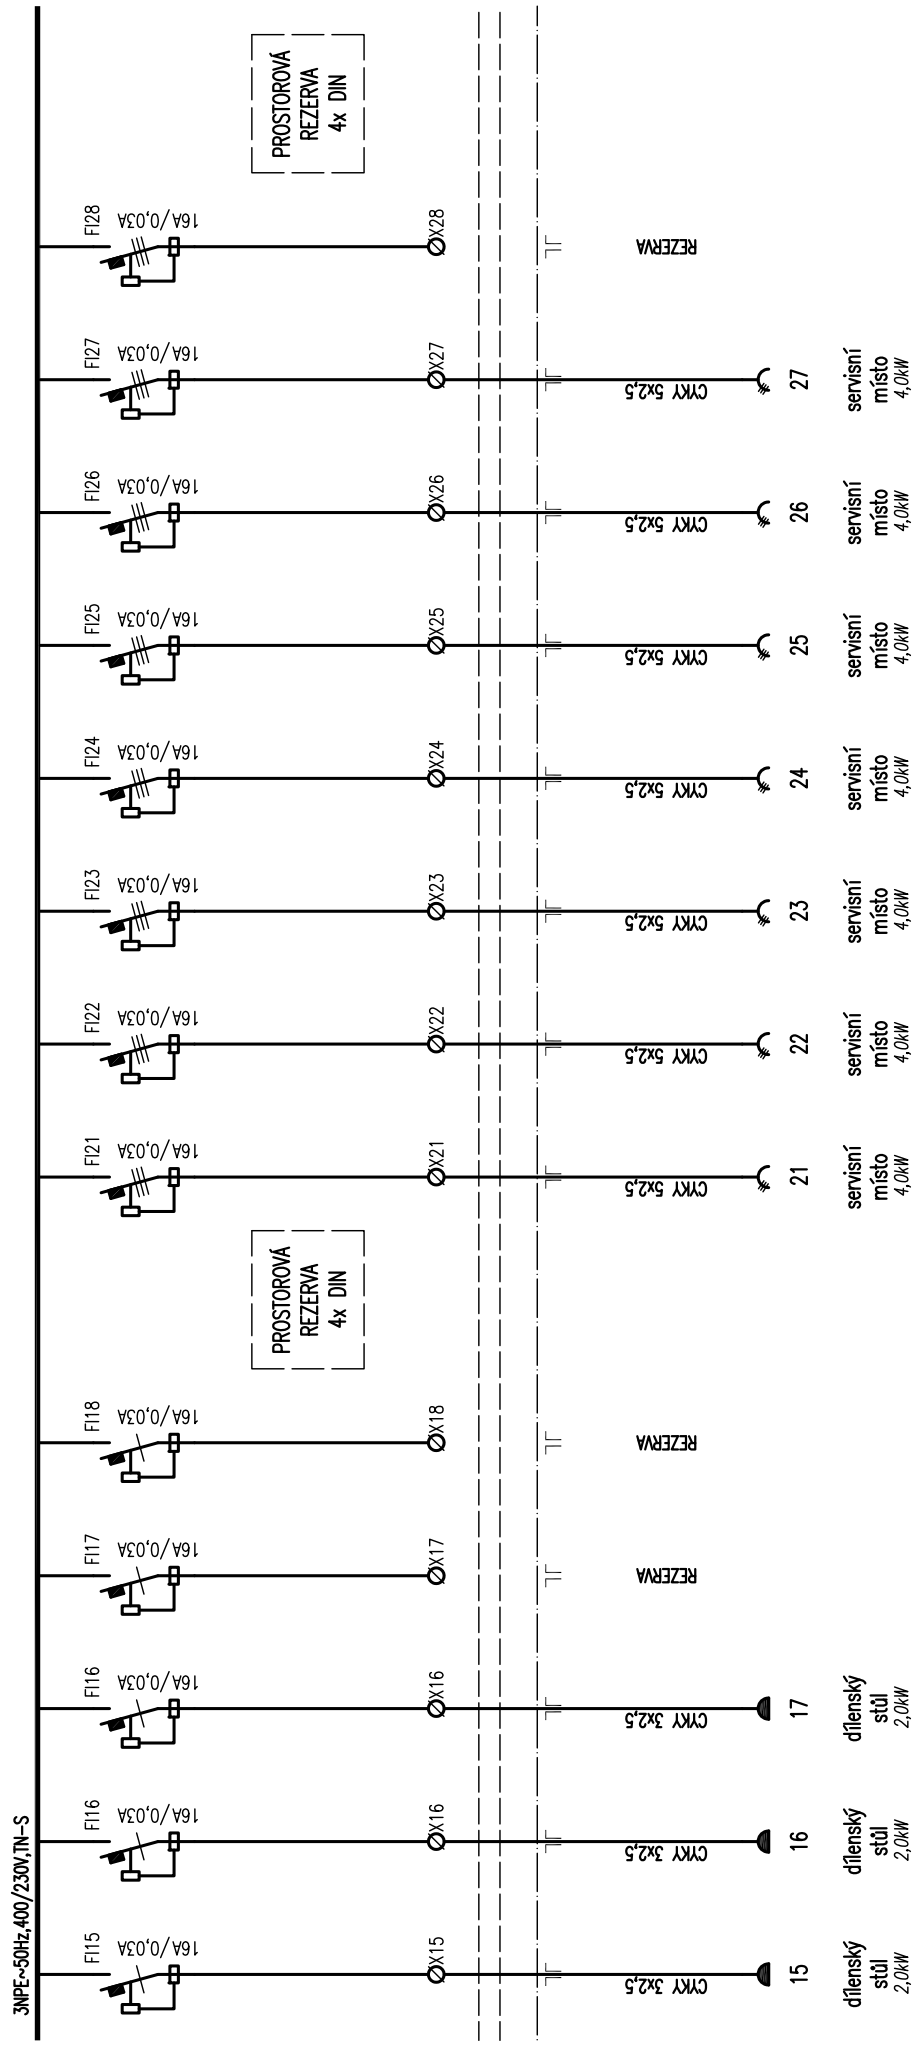 3NPE~50Hz,400/230V,TN-S
FI15
16A/0,03A
X15
CYKY 3x2,5
15
dílenský
stůl
2,0kW
FI16
16A/0,03A
X16
CYKY 3x2,5
16
dílenský
stůl
2,0kW
FI16
16A/0,03A
X16
CYKY 3x2,5
17
dílenský
stůl
2,0kW
FI17
16A/0,03A
X17
REZERVA
FI18
16A/0,03A
X18
REZERVA
PROSTOROVÁ
REZERVA
4x DIN
FI21
16A/0,03A
X21
CYKY 5x2,5
21
servisní
místo
4,0kW
FI22
16A/0,03A
X22
CYKY 5x2,5
22
servisní
místo
4,0kW
FI23
16A/0,03A
X23
CYKY 5x2,5
23
servisní
místo
4,0kW
FI24
16A/0,03A
X24
CYKY 5x2,5
24
servisní
místo
4,0kW
FI25
16A/0,03A
X25
CYKY 5x2,5
25
servisní
místo
4,0kW
FI26
16A/0,03A
X26
CYKY 5x2,5
26
servisní
místo
4,0kW
FI27
16A/0,03A
X27
CYKY 5x2,5
27
servisní
místo
4,0kW
FI28
16A/0,03A
X28
REZERVA
PROSTOROVÁ
REZERVA
4x DIN